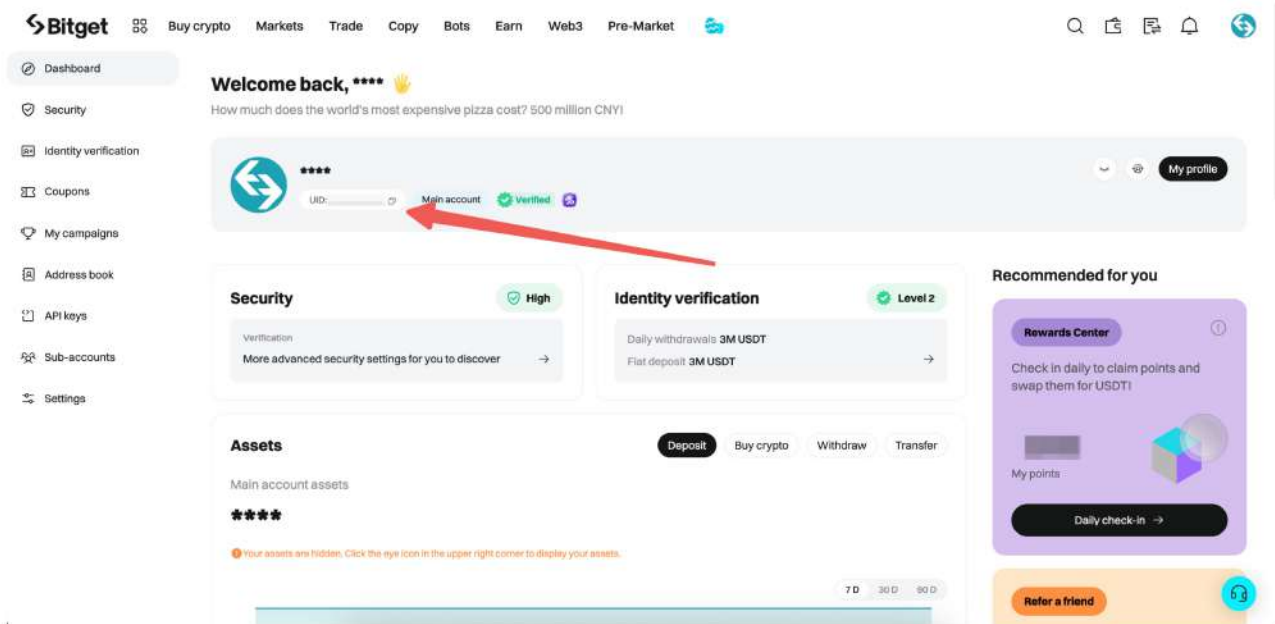 Bitget
Buy crypto
Markets
Trade
Copy
Bots
Earn
Web3
Pre-Market
Dashboard
Security
Identity verification
Coupons
My campaigns
Address book
API keys
Sub-accounts
Settings
Welcome back, ****
How much does the world's most expensive pizza cost? 500 million CNY!
****
UID:
Main account
Verified
My profile
Security
High
Verification
More advanced security settings for you to discover →
Identity verification
Level 2
Daily withdrawals 3M USDT
Fiat deposit 3M USDT →
Assets
Deposit
Buy crypto
Withdraw
Transfer
Main account assets
****
Your assets are hidden. Click the eye icon in the upper right corner to display your assets.
7 D
30 D
90 D
Recommended for you
Rewards Center
Check in daily to claim points and
swap them for USDT!
My points
Daily check-in →
Refer a friend